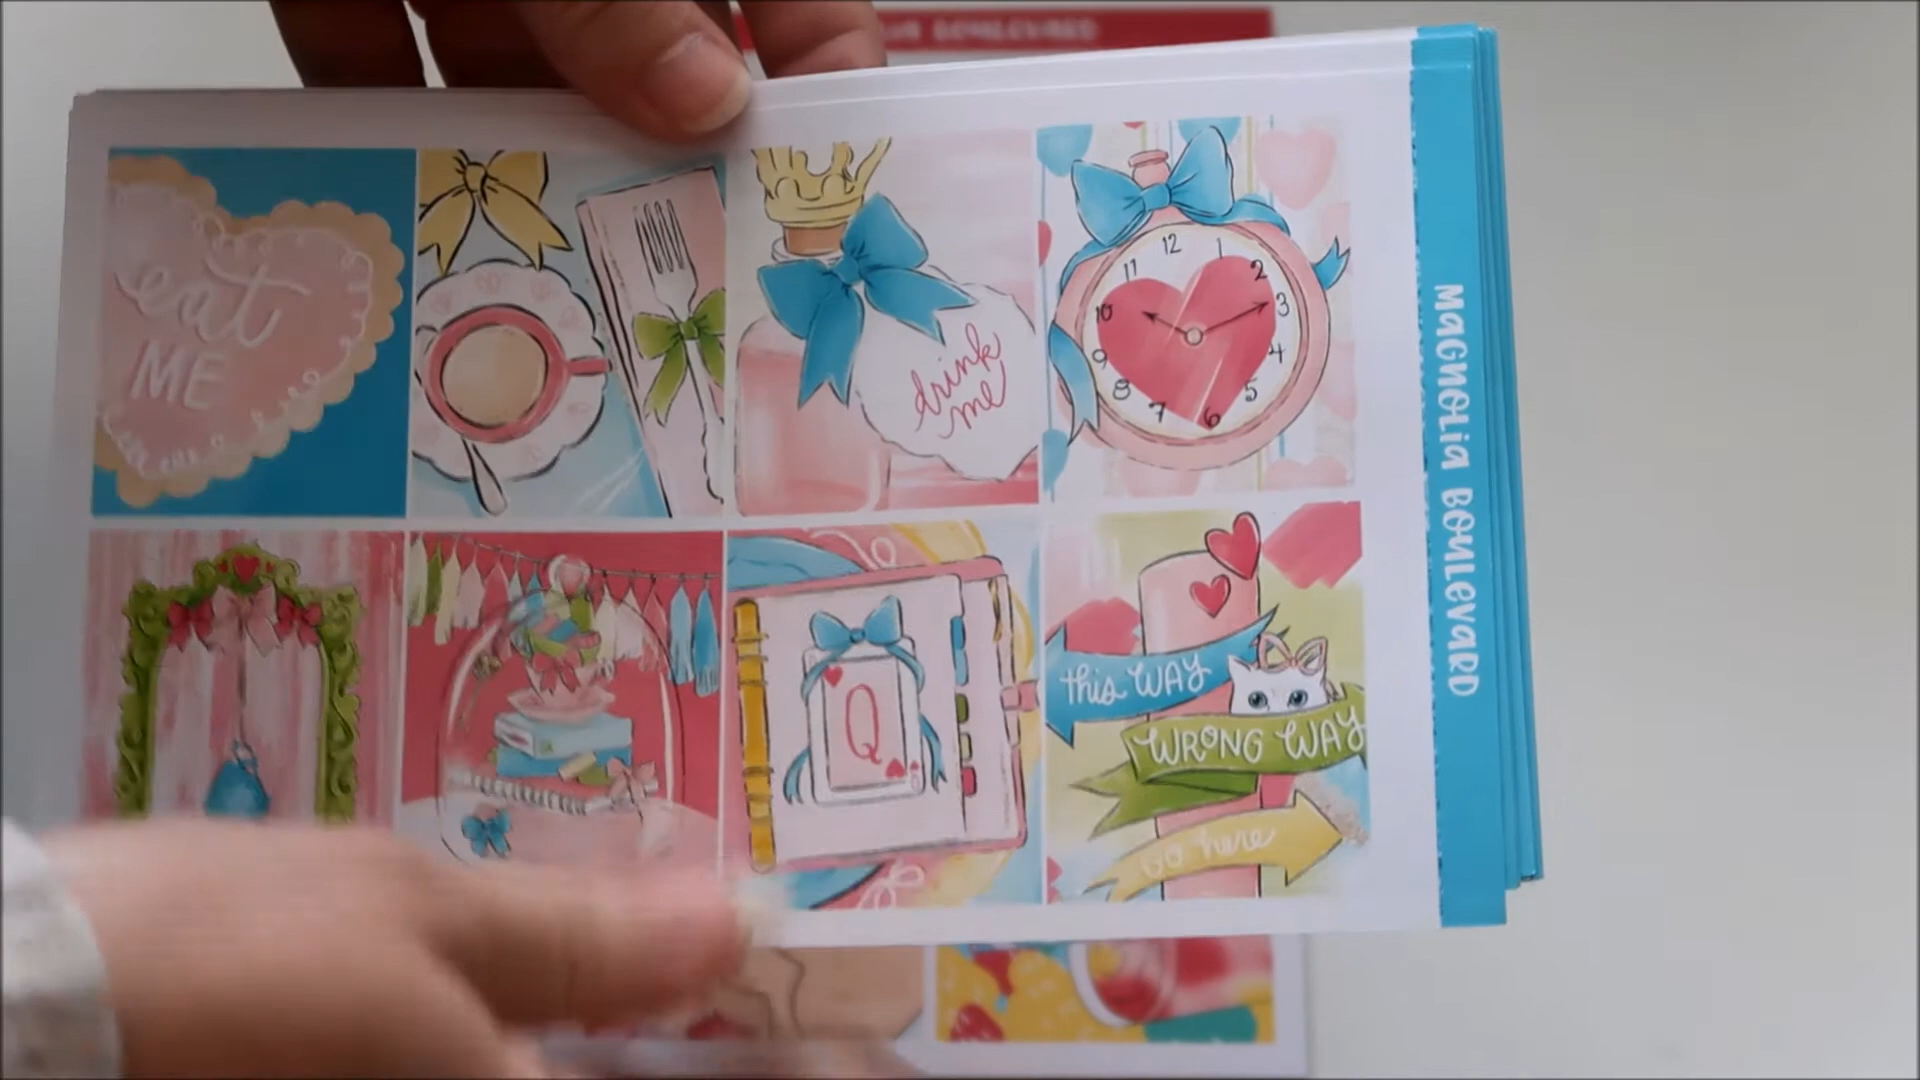 eat
ME
drink
me
12
1
2
3
4
5
6
7
8
9
10
11
Q
this WAY
WRONG WAY
Go here
MAGNOLIA BOULEVARD
BOULEVARD